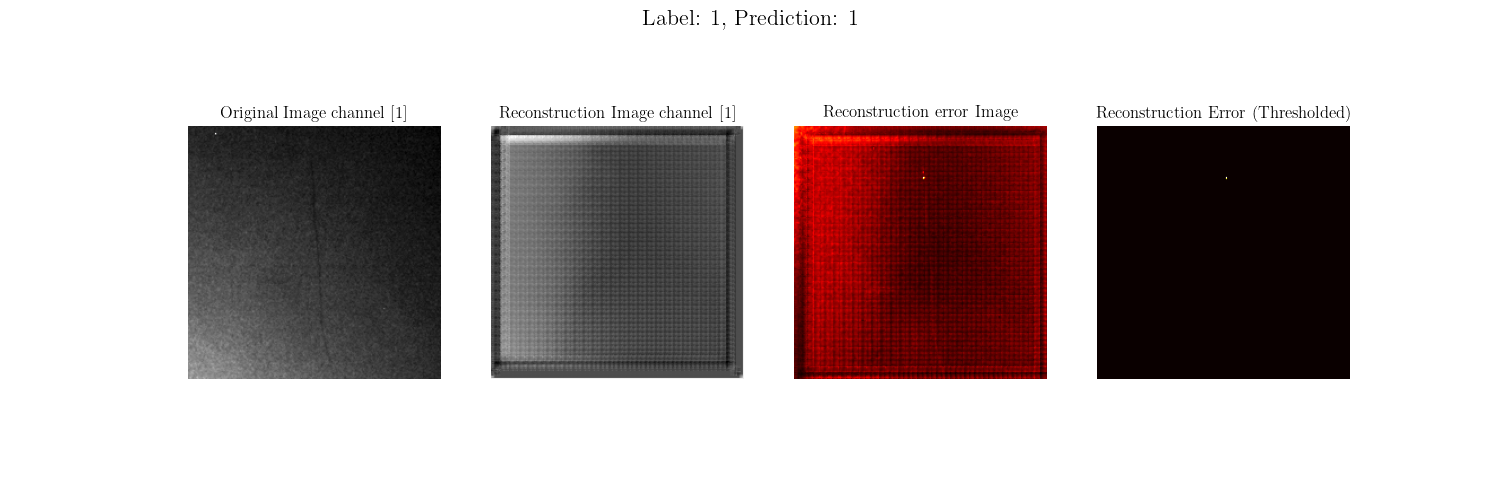 Label: 1, Prediction: 1
Original Image channel [1]
Reconstruction Image channel [1]
Reconstruction error Image
Reconstruction Error (Thresholded)